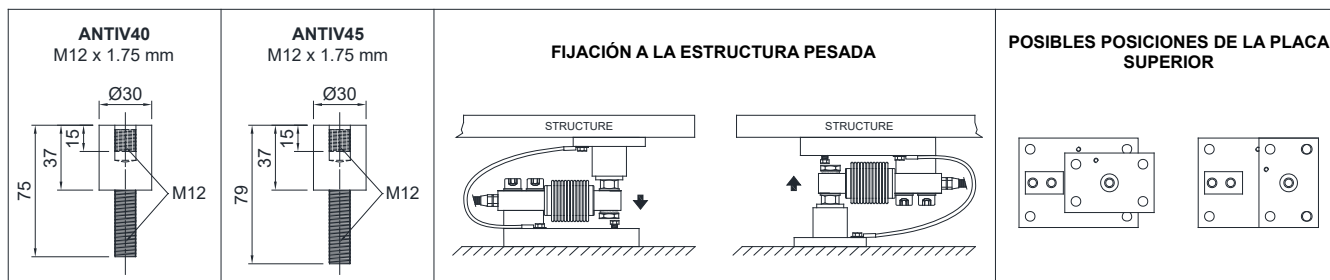 ANTIV40
M12 x 1.75 mm
Ø30
15
37
75
M12
ANTIV45
M12 x 1.75 mm
Ø30
15
37
79
M12
FIJACIÓN A LA ESTRUCTURA PESADA
STRUCTURE
STRUCTURE
POSIBLES POSICIONES DE LA PLACA
SUPERIOR